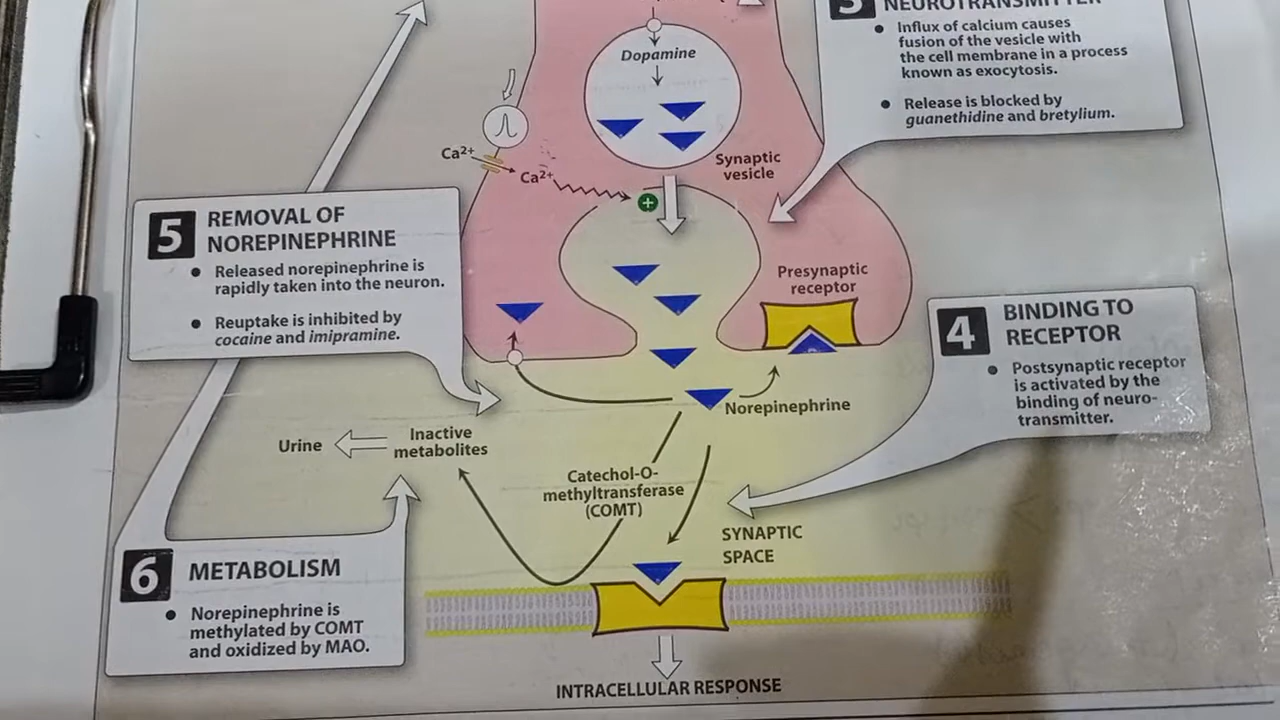 3 NEUROTRANSMITTER
● Influx of calcium causes
fusion of the vesicle with
the cell membrane in a process
known as exocytosis.
● Release is blocked by
guanethidine and bretylium.
Dopamine
Ca²⁺
Ca²⁺
+
Synaptic
vesicle
5 REMOVAL OF
NOREPINEPHRINE
● Released norepinephrine is
rapidly taken into the neuron.
● Reuptake is inhibited by
cocaine and imipramine.
Presynaptic
receptor
4 BINDING TO
RECEPTOR
● Postsynaptic receptor
is activated by the
binding of neuro-
transmitter.
Norepinephrine
Urine
Inactive
metabolites
Catechol-O-
methyltransferase
(COMT)
SYNAPTIC
SPACE
6 METABOLISM
● Norepinephrine is
methylated by COMT
and oxidized by MAO.
INTRACELLULAR RESPONSE